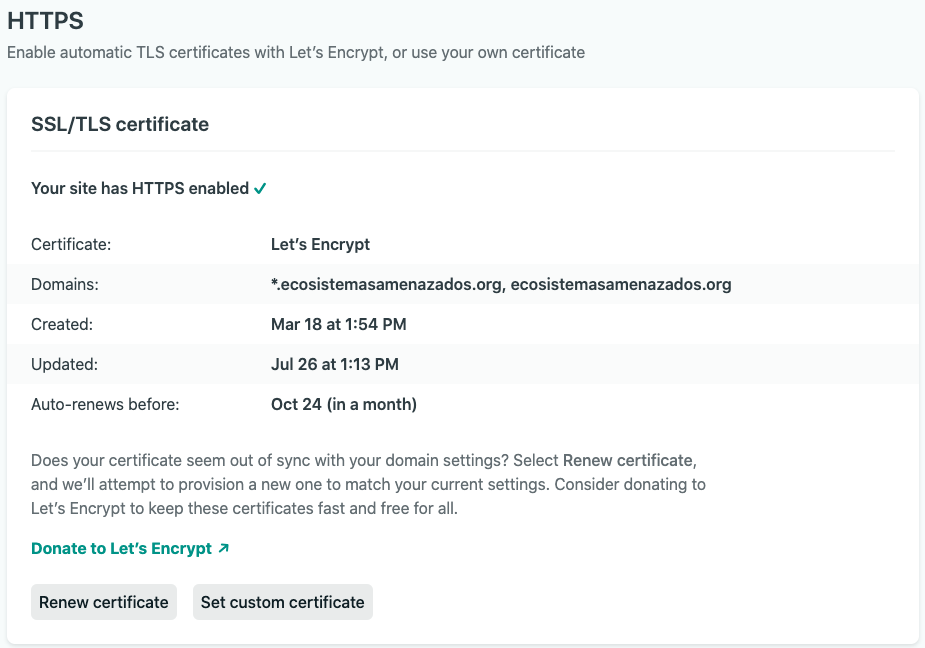 HTTPS
Enable automatic TLS certificates with Let’s Encrypt, or use your own certificate
SSL/TLS certificate
Your site has HTTPS enabled ✓
Certificate: Let’s Encrypt
Domains: *.ecosistemasamenazados.org, ecosistemasamenazados.org
Created: Mar 18 at 1:54 PM
Updated: Jul 26 at 1:13 PM
Auto-renews before: Oct 24 (in a month)
Does your certificate seem out of sync with your domain settings? Select Renew certificate,
and we’ll attempt to provision a new one to match your current settings. Consider donating to
Let’s Encrypt to keep these certificates fast and free for all.
Donate to Let’s Encrypt ↗
Renew certificate Set custom certificate